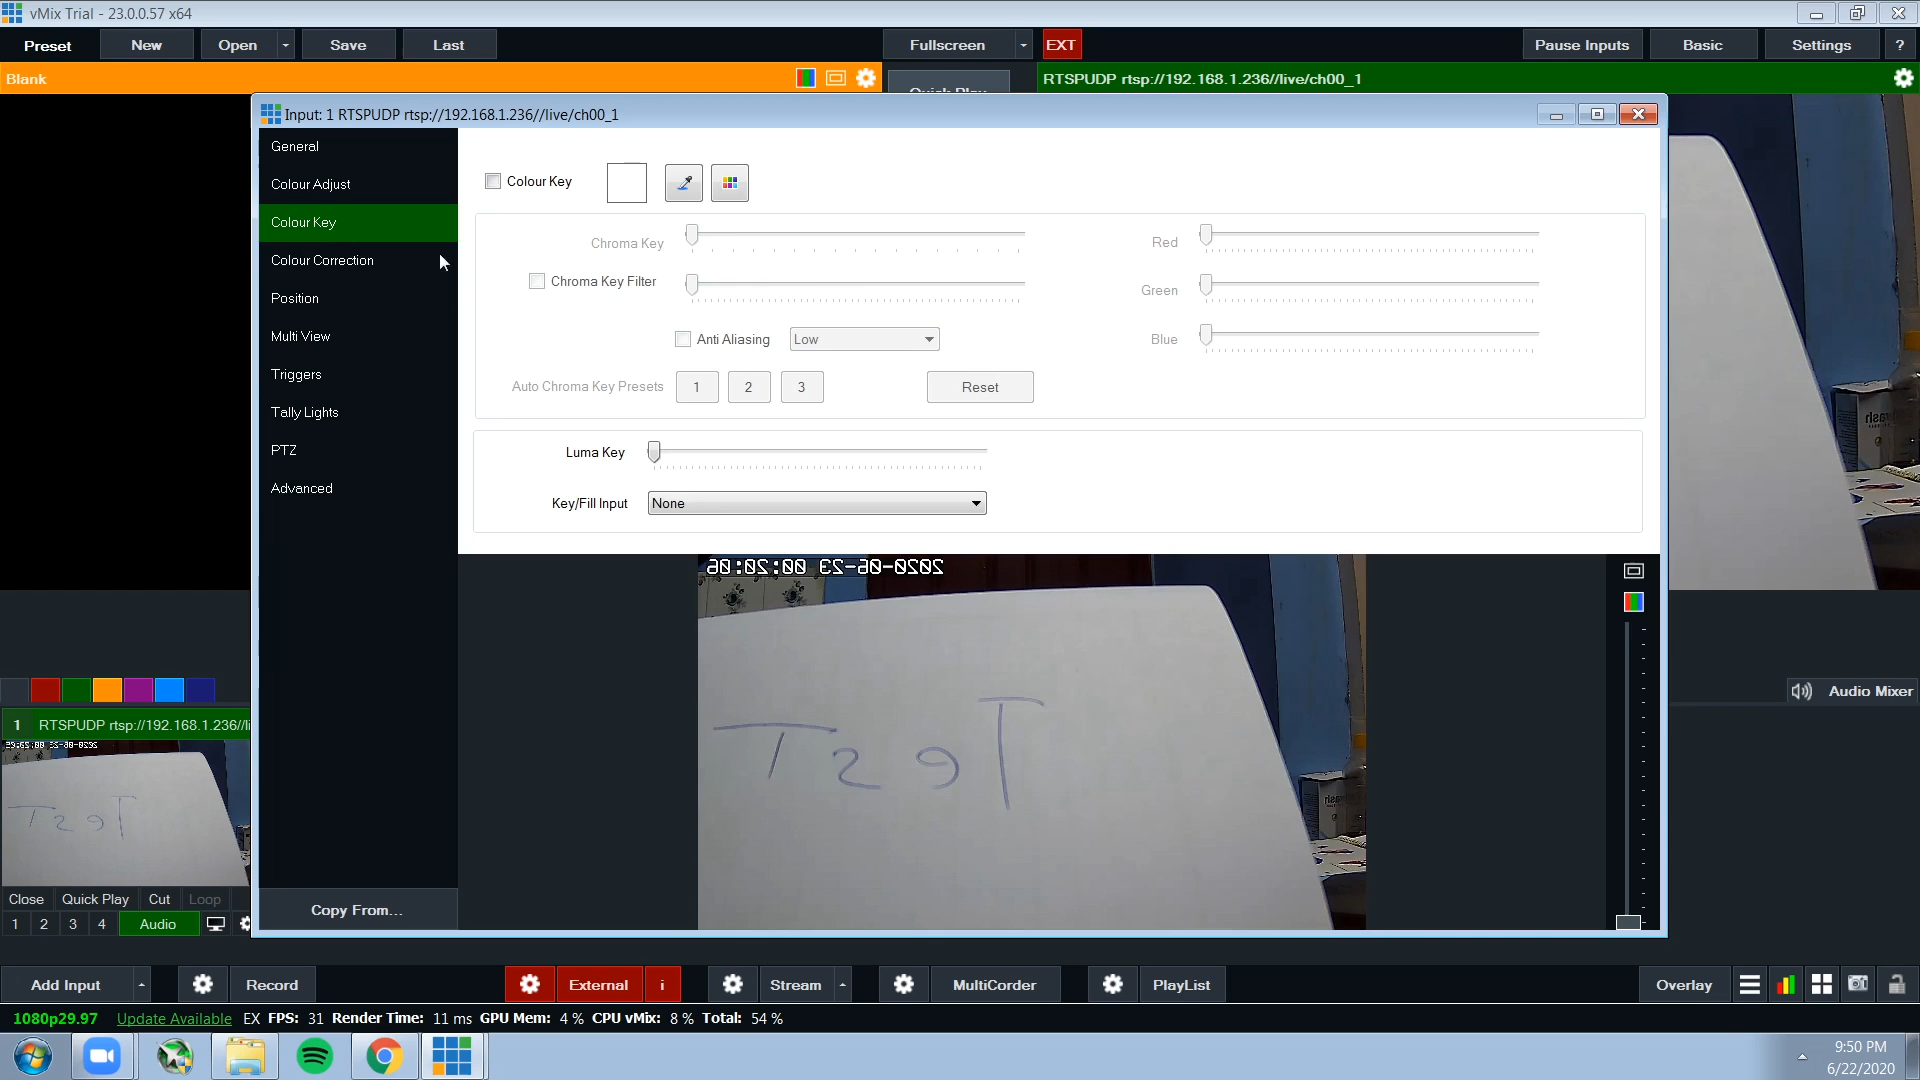 vMix Trial - 23.0.0.57 x64
Preset New Open Save Last Fullscreen EXT Pause Inputs Basic Settings ?
Blank
RTSPUDP rtsp://192.168.1.236//live/ch00_1
Input: 1 RTSPUDP rtsp://192.168.1.236//live/ch00_1
General
Colour Adjust
Colour Key
Colour Correction
Position
Multi View
Triggers
Tally Lights
PTZ
Advanced
Copy From...
Colour Key
Chroma Key
Chroma Key Filter
Anti Aliasing Low
Auto Chroma Key Presets 1 2 3 Reset
Red
Green
Blue
Luma Key
Key/Fill Input None
2020-06-23 00:20:06
Audio Mixer
1 RTSPUDP rtsp://192.168.1.236//li
Close Quick Play Cut Loop
1 2 3 4 Audio
Add Input Record External i Stream MultiCorder PlayList Overlay
1080p29.97 Update Available EX FPS: 31 Render Time: 11 ms GPU Mem: 4 % CPU vMix: 8 % Total: 54 %
9:50 PM
6/22/2020